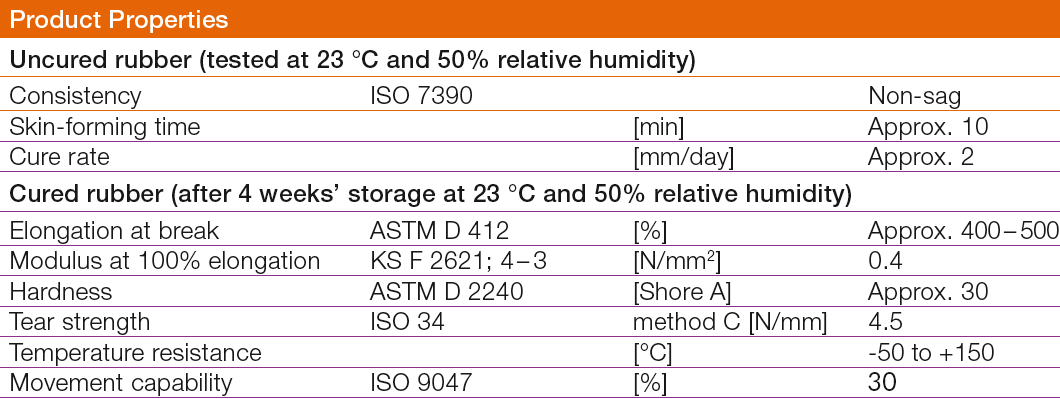 Product Properties
Uncured rubber (tested at 23 °C and 50% relative humidity)
Consistency ISO 7390 Non-sag
Skin-forming time [min] Approx. 10
Cure rate [mm/day] Approx. 2
Cured rubber (after 4 weeks’ storage at 23 °C and 50% relative humidity)
Elongation at break ASTM D 412 [%] Approx. 400–500
Modulus at 100% elongation KS F 2621; 4–3 [N/mm²] 0.4
Hardness ASTM D 2240 [Shore A] Approx. 30
Tear strength ISO 34 method C [N/mm] 4.5
Temperature resistance [°C] -50 to +150
Movement capability ISO 9047 [%] 30